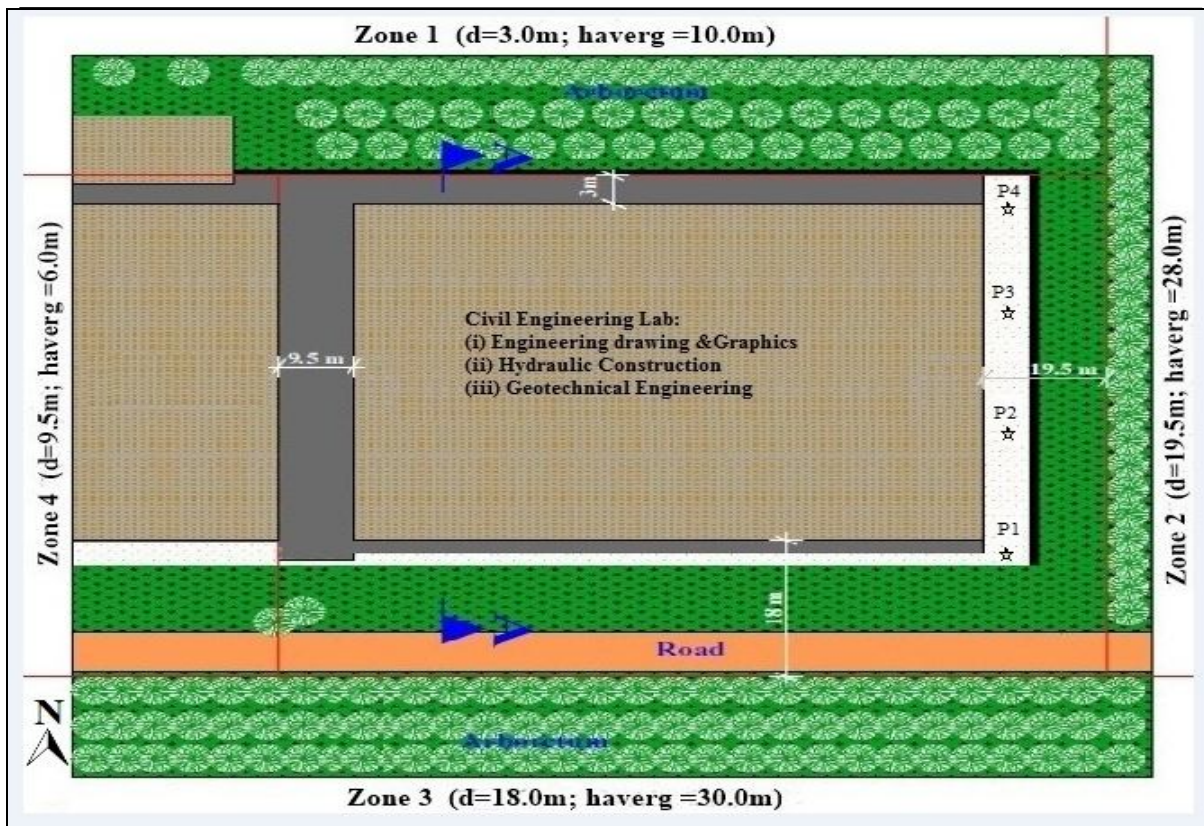 Zone 1 (d=3.0m; haverg =10.0m)
Arboretum
A
3m
P4
P3
Civil Engineering Lab:
(i) Engineering drawing &Graphics
(ii) Hydraulic Construction
(iii) Geotechnical Engineering
9.5 m
19.5 m
P2
P1
Zone 4 (d=9.5m; haverg =6.0m)
Zone 2 (d=19.5m; haverg =28.0m)
18 m
A
Road
N
Arboretum
Zone 3 (d=18.0m; haverg =30.0m)